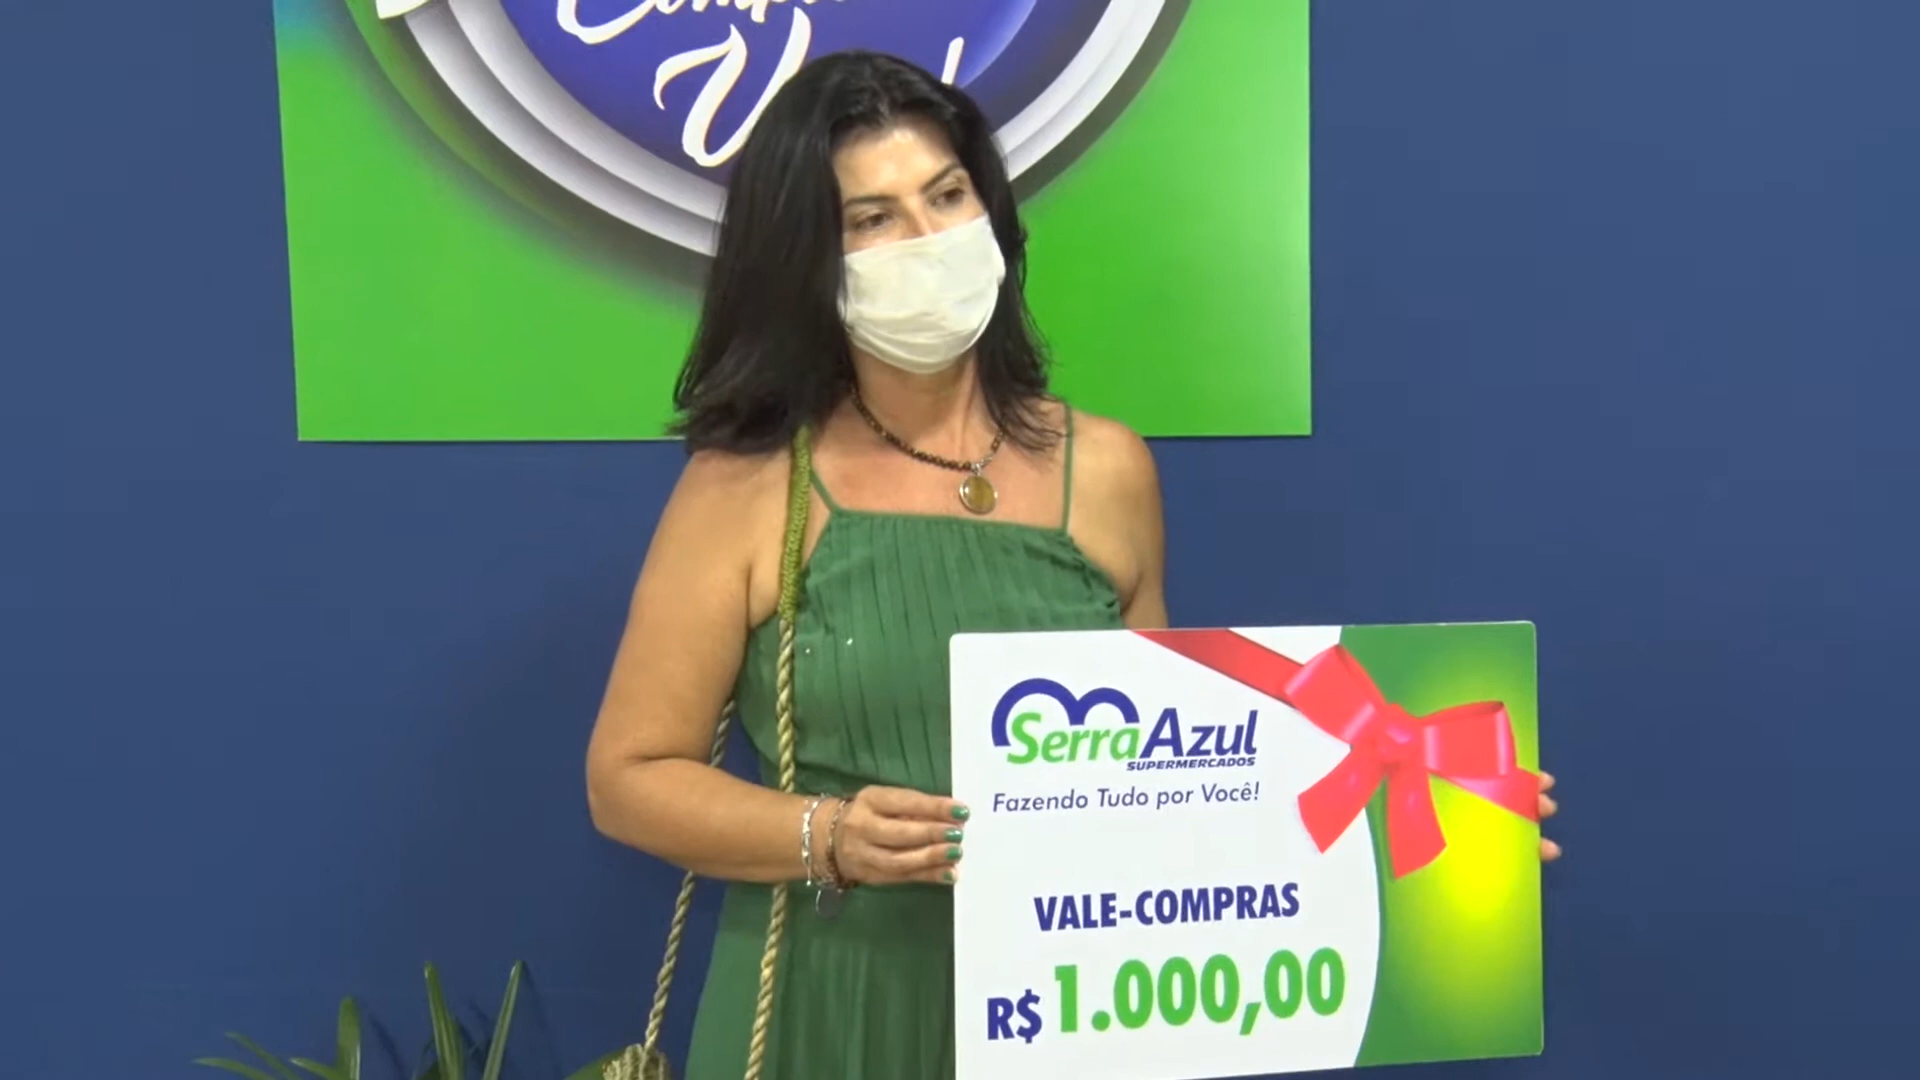 SerraAzul
SUPERMERCADOS
Fazendo Tudo por Você!
VALE-COMPRAS
R$ 1.000,00